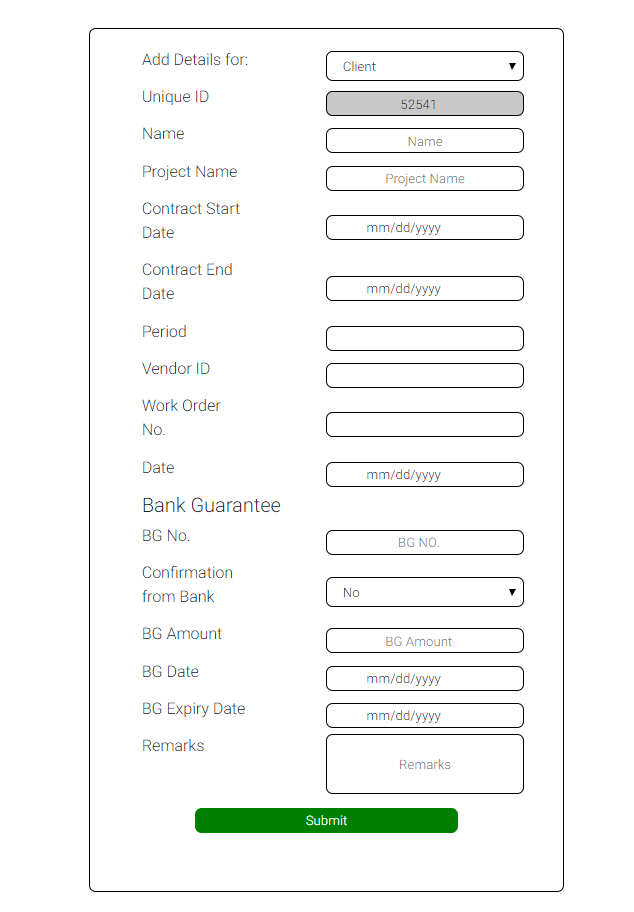 Add Details for:
Client
Unique ID
52541
Name
Name
Project Name
Project Name
Contract Start
Date
mm/dd/yyyy
Contract End
Date
mm/dd/yyyy
Period
Vendor ID
Work Order
No.
Date
mm/dd/yyyy
Bank Guarantee
BG No.
BG NO.
Confirmation
from Bank
No
BG Amount
BG Amount
BG Date
mm/dd/yyyy
BG Expiry Date
mm/dd/yyyy
Remarks
Remarks
Submit